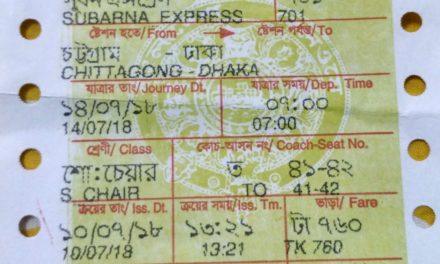 SUBARNA EXPRESS 701
ষ্টেশন হতে/From ষ্টেশন পর্যন্ত/To
চট্টগ্রাম - ঢাকা
CHITTAGONG - DHAKA
যাত্রার তাং/Journey Dt. যাত্রার সময়/Dep. Time
১৪/০৭/১৮ ০৭:০০
14/07/18 07:00
শ্রেণী/ Class কোচ-আসন নং/ Coach-Seat No.
শো:চেয়ার ত ৪১-৪২
S_CHAIR TO 41-42
ক্রয়ের তাং/Iss. Dt. ক্রয়ের সময়/Iss. Tm. ভাড়া/ Fare
১০/০৭/১৮ ১৩:২১ টা ৭৬০
10/07/18 13:21 TK 760